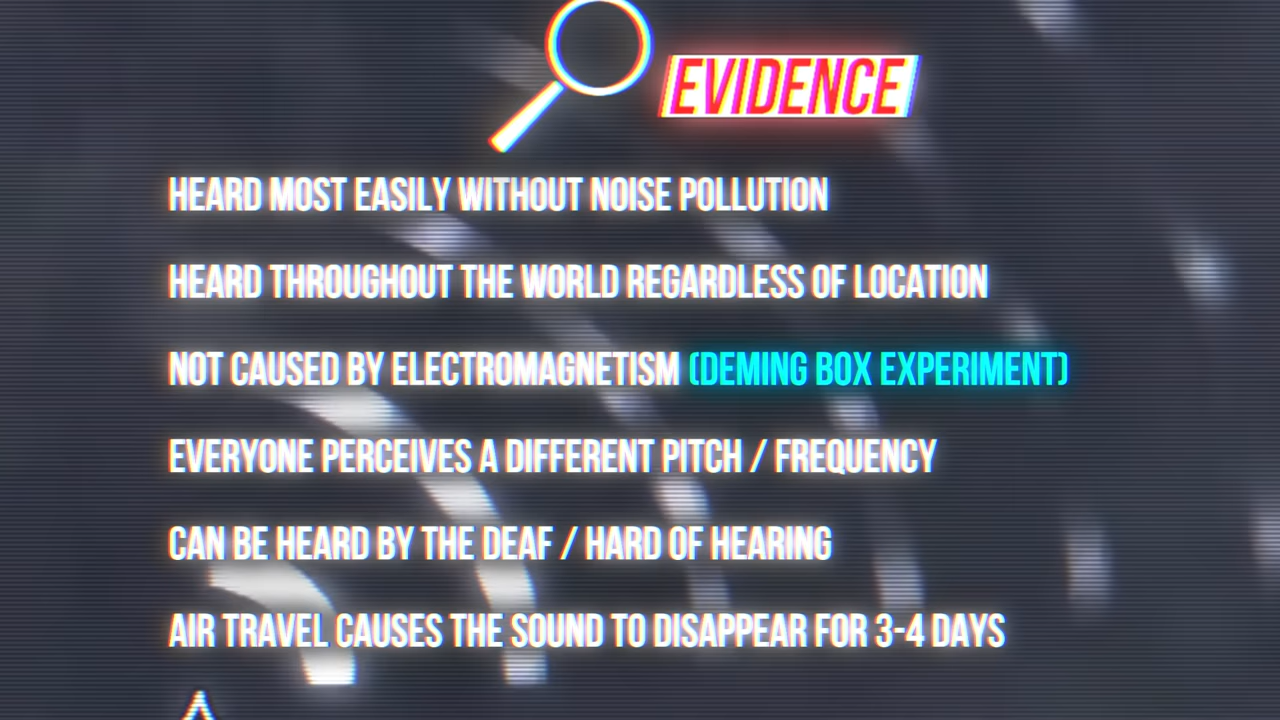 EVIDENCE
HEARD MOST EASILY WITHOUT NOISE POLLUTION
HEARD THROUGHOUT THE WORLD REGARDLESS OF LOCATION
NOT CAUSED BY ELECTROMAGNETISM (DEMING BOX EXPERIMENT)
EVERYONE PERCEIVES A DIFFERENT PITCH / FREQUENCY
CAN BE HEARD BY THE DEAF / HARD OF HEARING
AIR TRAVEL CAUSES THE SOUND TO DISAPPEAR FOR 3-4 DAYS